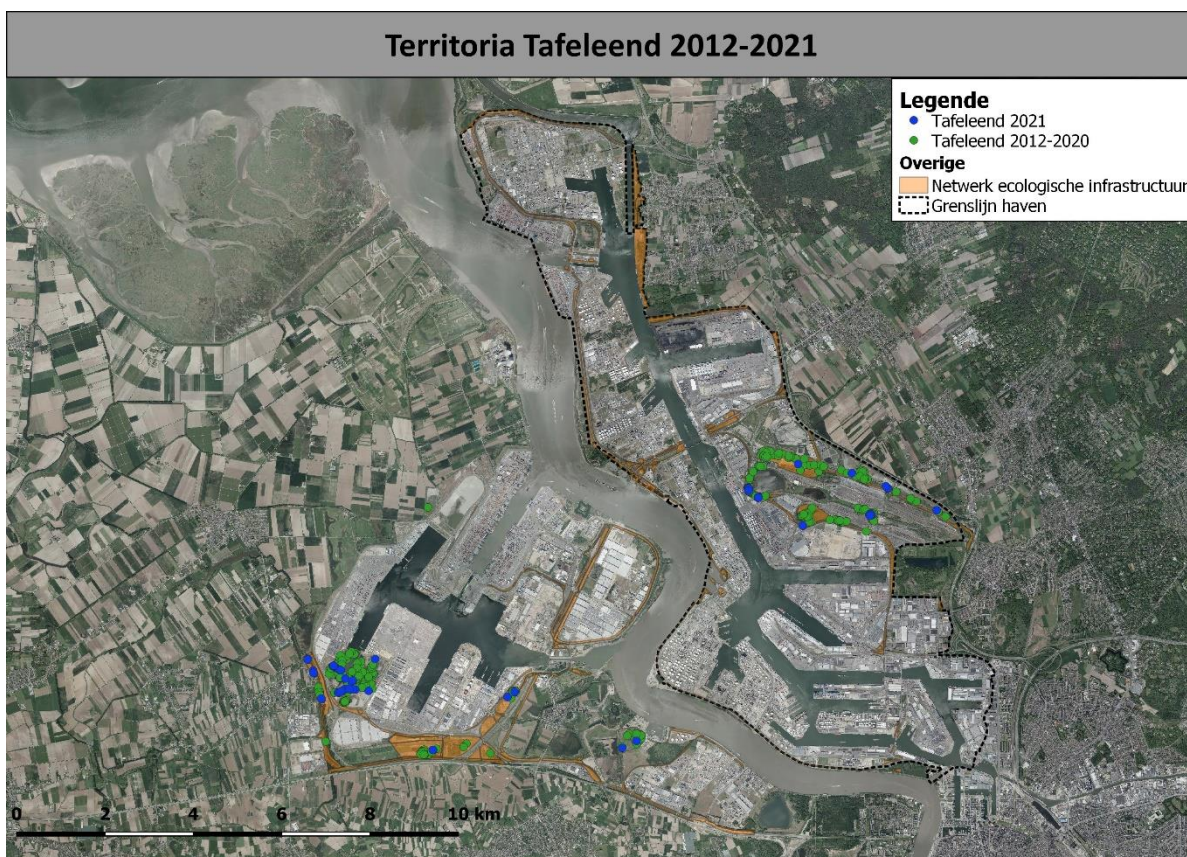 Territoria Tafeleend 2012-2021
Legende
Tafeleend 2021
Tafeleend 2012-2020
Overige
Netwerk ecologische infrastructuur
Grenslijn haven
0 2 4 6 8 10 km